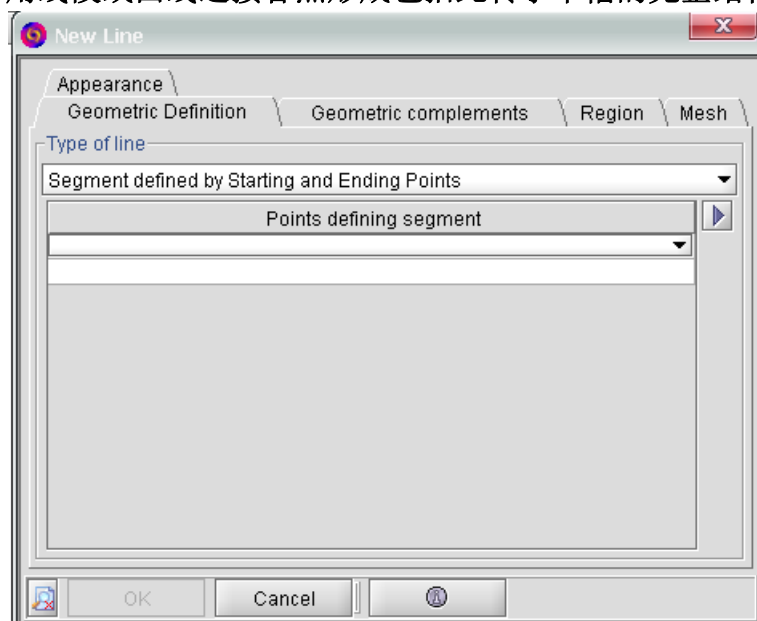 New Line
Appearance
Geometric Definition
Geometric complements
Region
Mesh
Type of line
Segment defined by Starting and Ending Points
Points defining segment
OK
Cancel